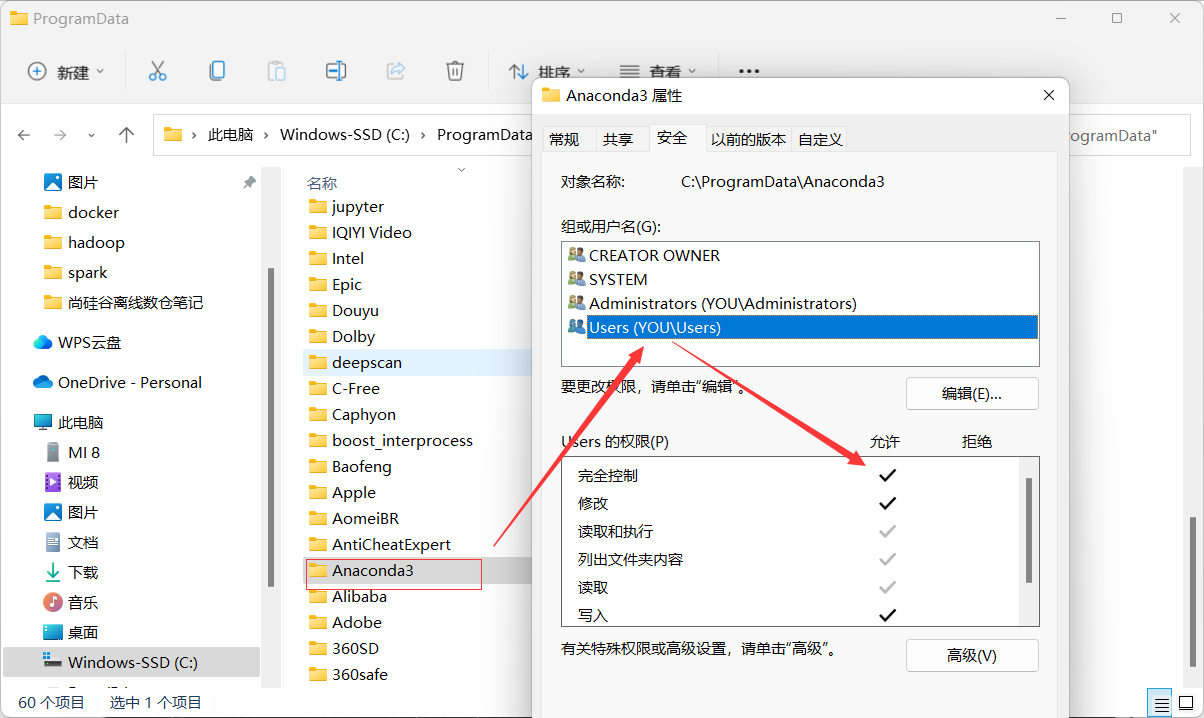 ProgramData
新建
排序
查看
此电脑 › Windows-SSD (C:) › ProgramData
ogramData"
图片
docker
hadoop
spark
尚硅谷离线数仓笔记
WPS云盘
OneDrive - Personal
此电脑
MI 8
视频
图片
文档
下载
音乐
桌面
Windows-SSD (C:)
60 个项目
选中 1 个项目
名称
jupyter
IQIYI Video
Intel
Epic
Douyu
Dolby
deepscan
C-Free
Caphyon
boost_interprocess
Baofeng
Apple
AomeiBR
AntiCheatExpert
Anaconda3
Alibaba
Adobe
360SD
360safe
Anaconda3 属性
常规 共享 安全 以前的版本 自定义
对象名称: C:\ProgramData\Anaconda3
组或用户名(G):
CREATOR OWNER
SYSTEM
Administrators (YOU\Administrators)
Users (YOU\Users)
要更改权限，请单击“编辑”。
编辑(E)...
Users 的权限(P) 允许 拒绝
完全控制
修改
读取和执行
列出文件夹内容
读取
写入
有关特殊权限或高级设置，请单击“高级”。
高级(V)